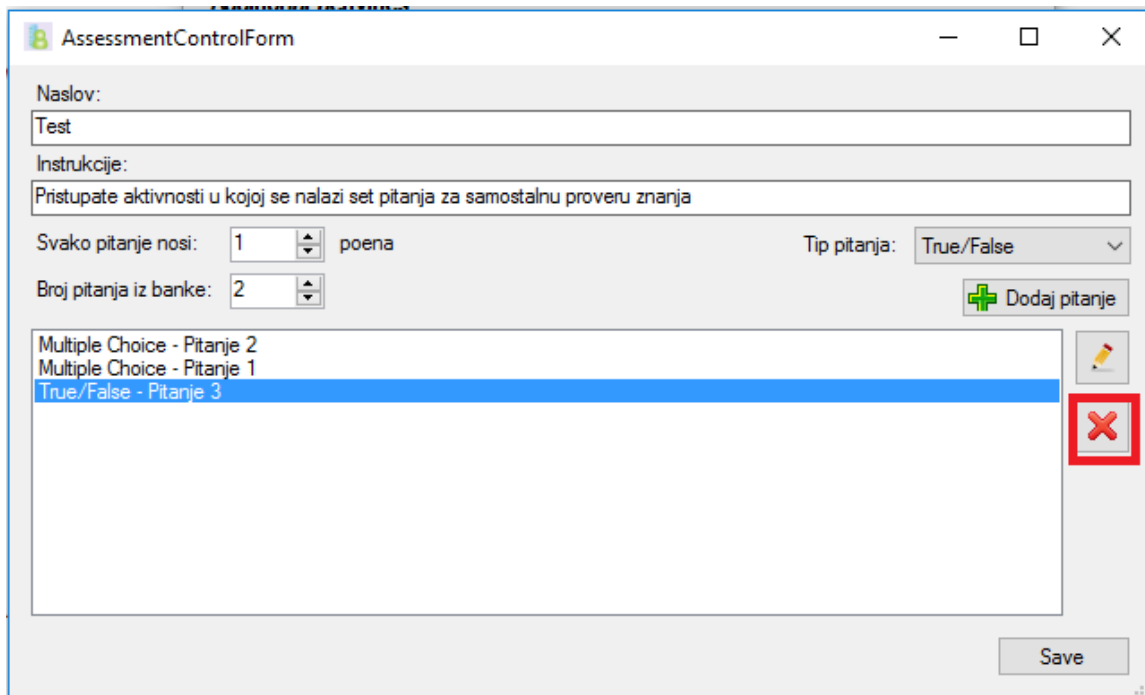 AssessmentControlForm
Naslov:
Test
Instrukcije:
Pristupate aktivnosti u kojoj se nalazi set pitanja za samostalnu proveru znanja
Svako pitanje nosi: 1 poena Tip pitanja: True/False
Broj pitanja iz banke: 2
Dodaj pitanje
Multiple Choice - Pitanje 2
Multiple Choice - Pitanje 1
True/False - Pitanje 3
Save